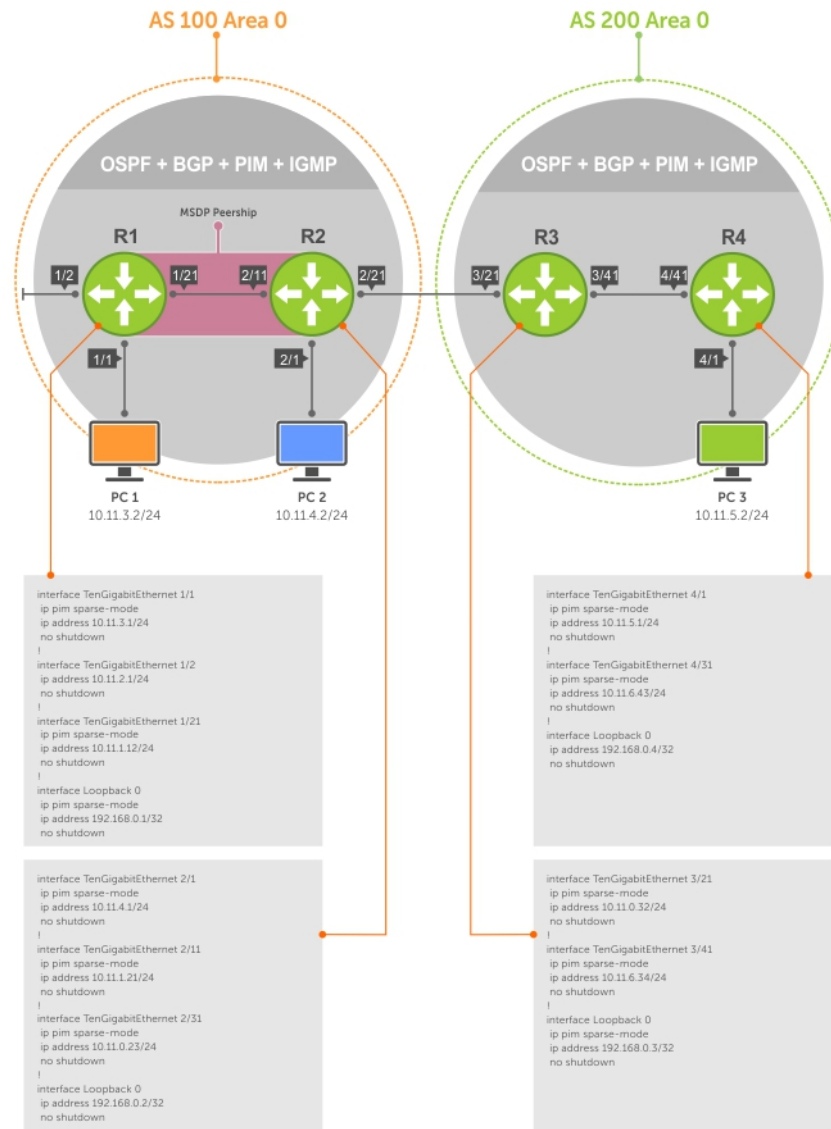 AS 100 Area 0
AS 200 Area 0
OSPF + BGP + PIM + IGMP
OSPF + BGP + PIM + IGMP
MSDP Peership
R1
R2
R3
R4
1/2
1/21
2/11
2/21
3/21
3/41
4/41
1/1
2/1
4/1
PC 1
10.11.3.2/24
PC 2
10.11.4.2/24
PC 3
10.11.5.2/24
interface TenGigabitEthernet 1/1
ip pim sparse-mode
ip address 10.11.3.1/24
no shutdown
!
interface TenGigabitEthernet 1/2
ip address 10.11.2.1/24
no shutdown
!
interface TenGigabitEthernet 1/21
ip pim sparse-mode
ip address 10.11.1.12/24
no shutdown
!
interface Loopback 0
ip pim sparse-mode
ip address 192.168.0.1/32
no shutdown
interface TenGigabitEthernet 4/1
ip pim sparse-mode
ip address 10.11.5.1/24
no shutdown
!
interface TenGigabitEthernet 4/31
ip pim sparse-mode
ip address 10.11.6.43/24
no shutdown
!
interface Loopback 0
ip address 192.168.0.4/32
no shutdown
interface TenGigabitEthernet 2/1
ip pim sparse-mode
ip address 10.11.4.1/24
no shutdown
!
interface TenGigabitEthernet 2/11
ip pim sparse-mode
ip address 10.11.1.21/24
no shutdown
!
interface TenGigabitEthernet 2/31
ip pim sparse-mode
ip address 10.11.0.23/24
no shutdown
!
interface Loopback 0
ip address 192.168.0.2/32
no shutdown
interface TenGigabitEthernet 3/21
ip pim sparse-mode
ip address 10.11.0.32/24
no shutdown
!
interface TenGigabitEthernet 3/41
ip pim sparse-mode
ip address 10.11.6.34/24
no shutdown
!
interface Loopback 0
ip pim sparse-mode
ip address 192.168.0.3/32
no shutdown